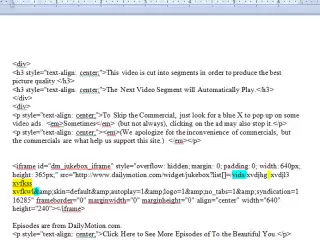 <div>
<h3 style="text-align: center;">This video is cut into segments in order to produce the best
picture quality.<h3>
<h3 style="text-align: center;">The Next Video Segment will Automatically Play.<h3>
</div>
<div>
<p style="text-align: center;">To Skip the Commercial, just look for a blue X to pop up on some
video ads. <em>Sometimes</em> (but not always), clicking on the ad may also stop it.</p>
<p style="text-align: center;"><em>(We apologize for the inconvenience of commercials, but
the commercials are what help us support this site.) </em></p>
<iframe id="dm_jukebox_iframe" style="overflow: hidden; margin: 0; padding: 0; width: 640px;
height: 365px;" src="http://www.dailymotion.com/widget/jukebox?list[]=
xvfkss
&amp;skin=default&amp;autoplay=1&amp;logo=1&amp;no_tabs=1&amp;syndication=1
16285" frameborder="0" marginwidth="0" marginheight="0" align="center" width="640"
height="240"></iframe>
Episodes are from DailyMotion.com.
<p style="text-align: center;">Click Here to See More Episodes of To the Beautiful You.</p>